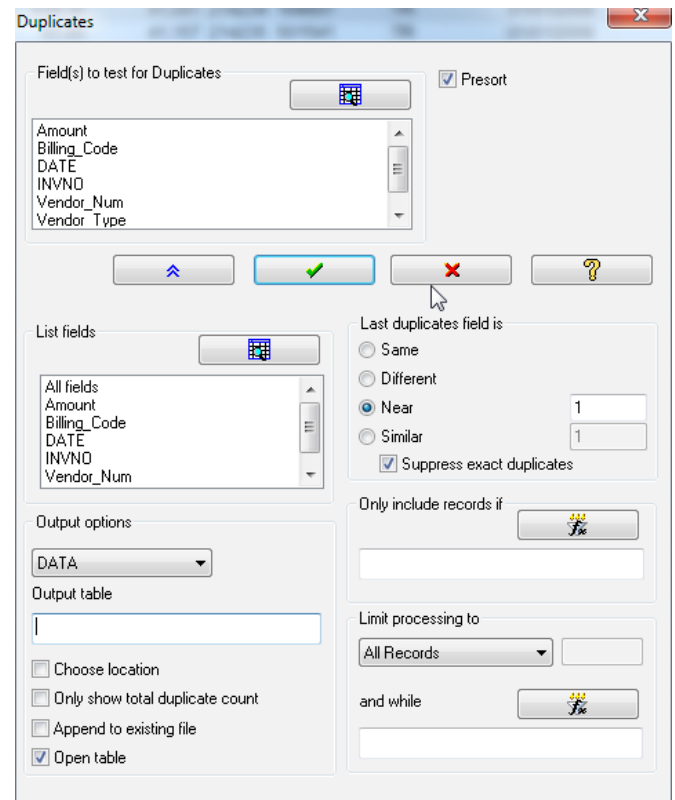 Duplicates
Field(s) to test for Duplicates
Presort
Amount
Billing_Code
DATE
INVNO
Vendor_Num
Vendor_Type
List fields
All fields
Amount
Billing_Code
DATE
INVNO
Vendor_Num
Last duplicates field is
Same
Different
Near 1
Similar 1
Suppress exact duplicates
Output options
DATA
Output table
Choose location
Only show total duplicate count
Append to existing file
Open table
Only include records if
fx
Limit processing to
All Records
and while
fx